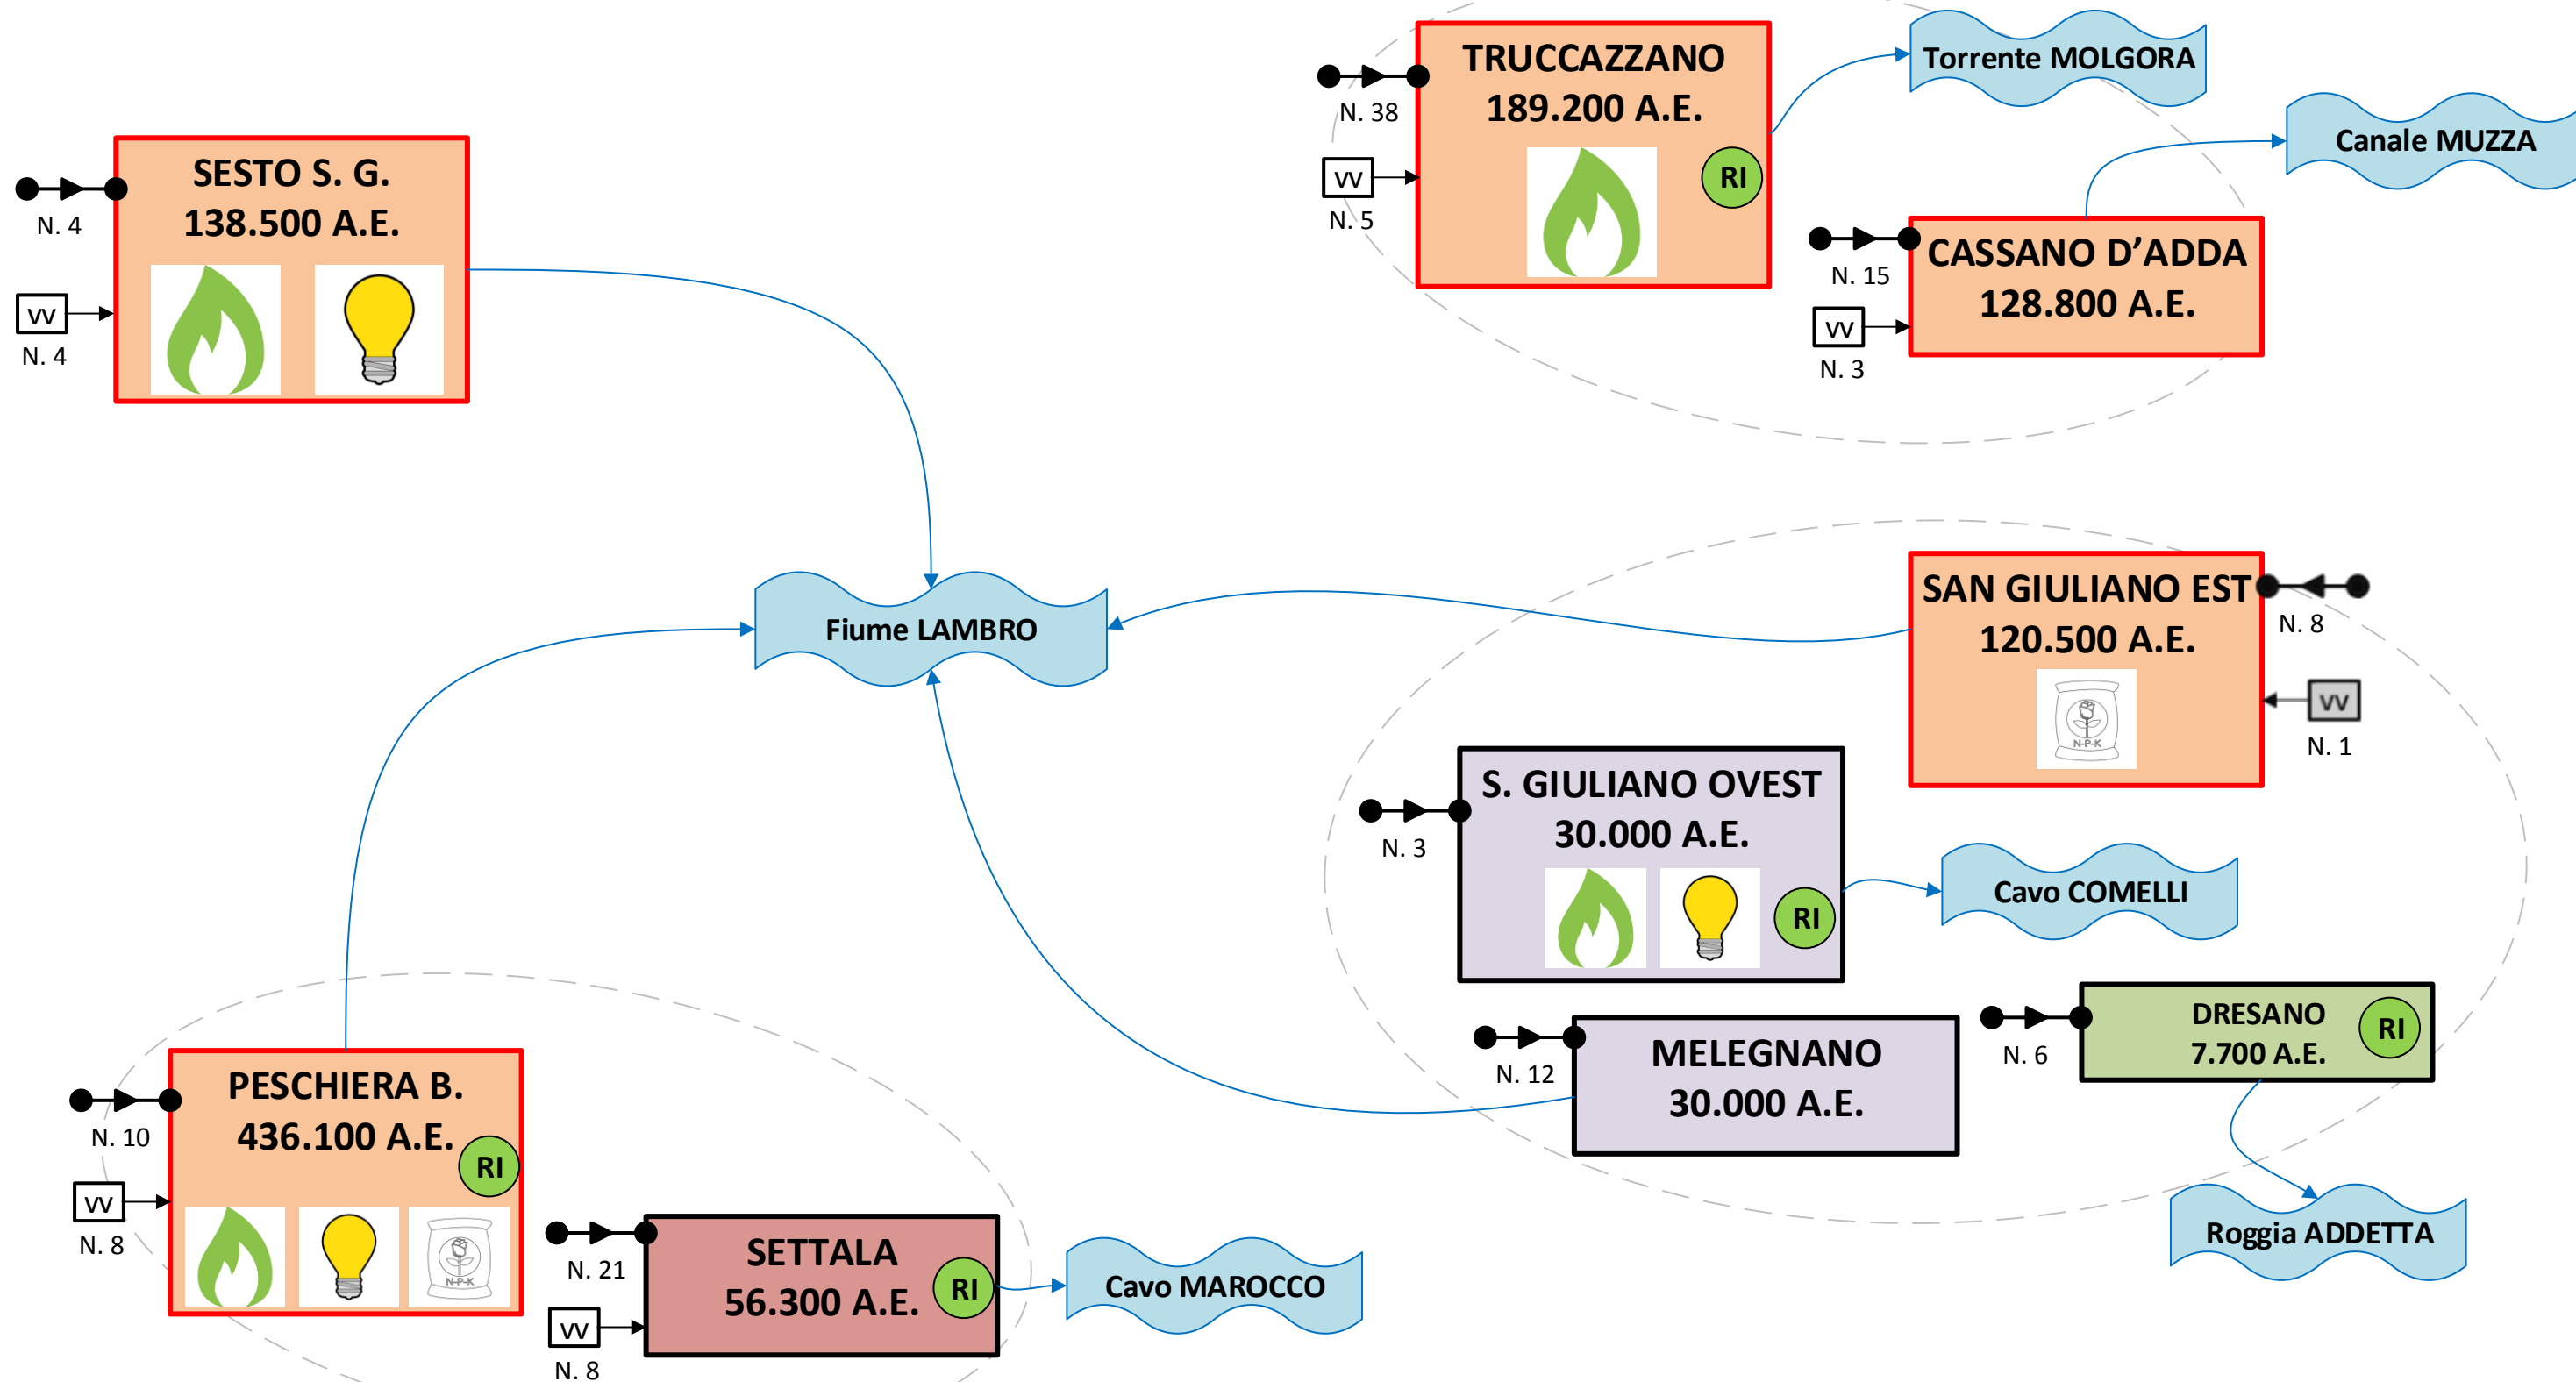 TRUCCAZZANO
189.200 A.E.
RI
N. 38
VV
N. 5
Torrente MOLGORA
Canale MUZZA
CASSANO D’ADDA
128.800 A.E.
N. 15
VV
N. 3
SESTO S. G.
138.500 A.E.
N. 4
VV
N. 4
Fiume LAMBRO
SAN GIULIANO EST
120.500 A.E.
N-P-K
N. 8
VV
N. 1
S. GIULIANO OVEST
30.000 A.E.
RI
N. 3
Cavo COMELLI
MELEGNANO
30.000 A.E.
N. 12
DRESANO
7.700 A.E.
RI
N. 6
Roggia ADDETTA
PESCHIERA B.
436.100 A.E.
RI
N-P-K
N. 10
VV
N. 8
SETTALA
56.300 A.E.
RI
N. 21
VV
N. 8
Cavo MAROCCO